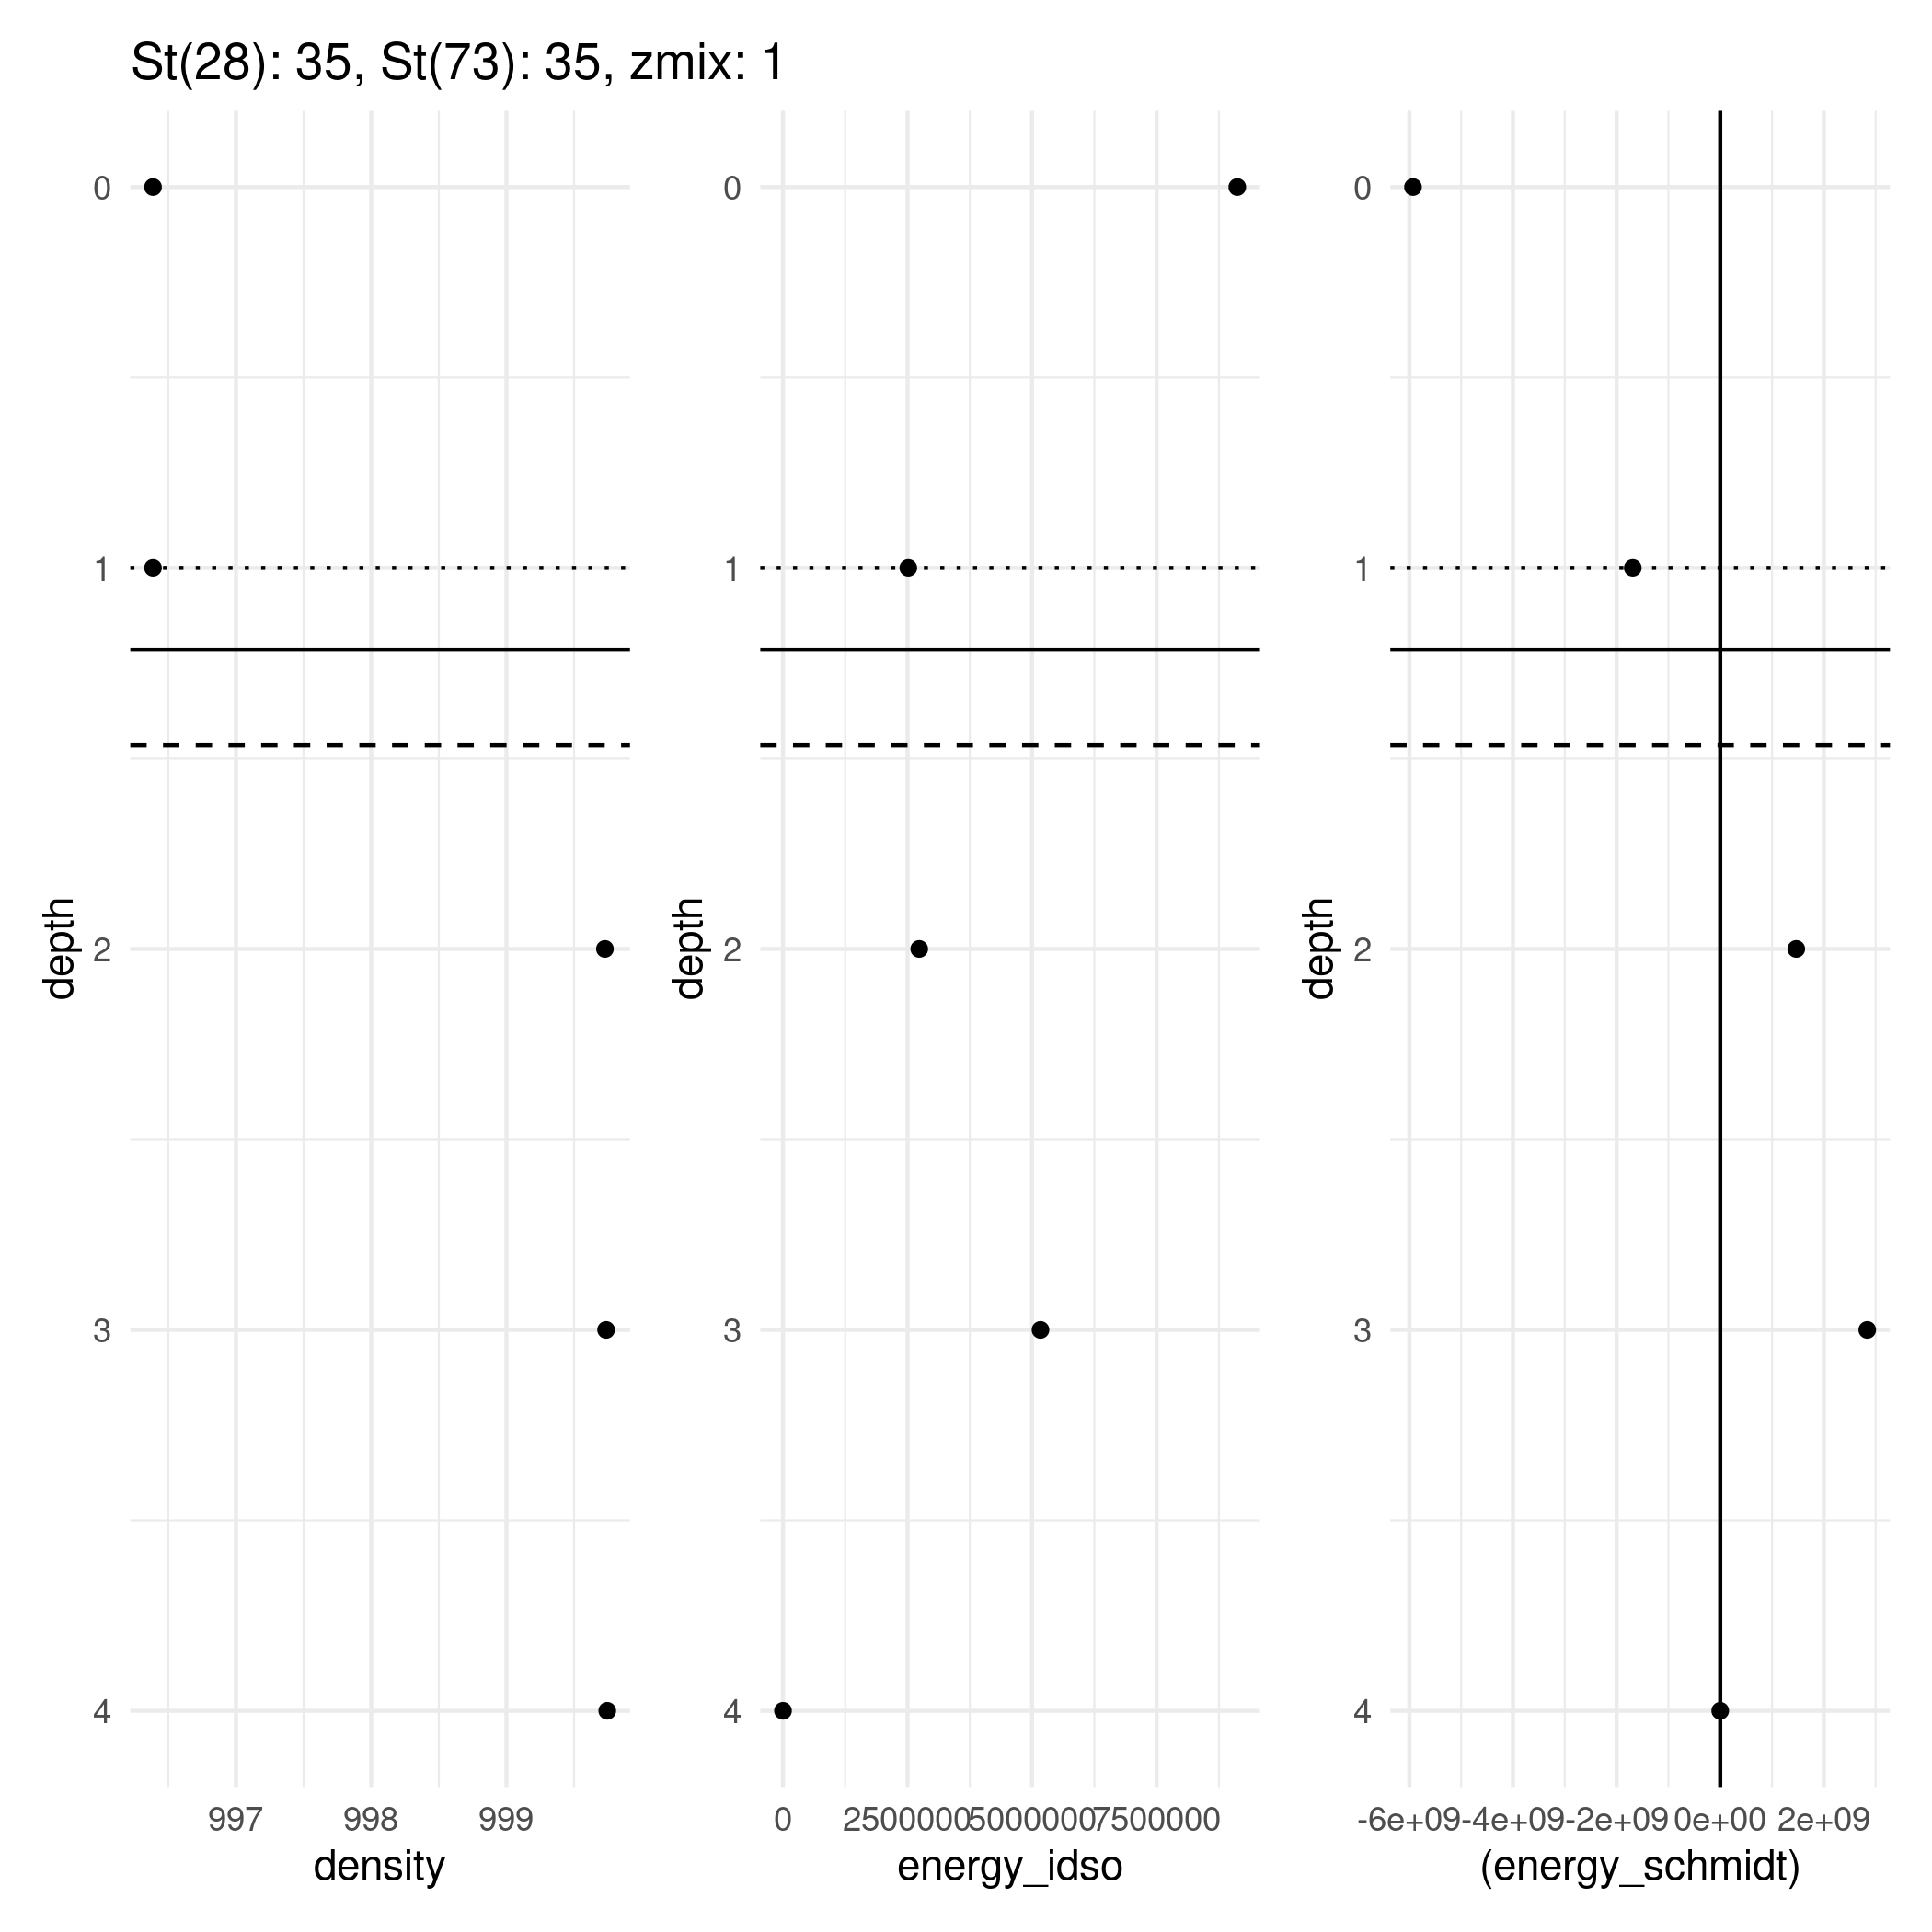 St(28): 35, St(73): 35, zmix: 1
0
1
2
3
4
depth
997 998 999
density
0
1
2
3
4
depth
0 2500000 5000000 7500000
energy_idso
0
1
2
3
4
depth
-6e+09 -4e+09 -2e+09 0e+00 2e+09
(energy_schmidt)